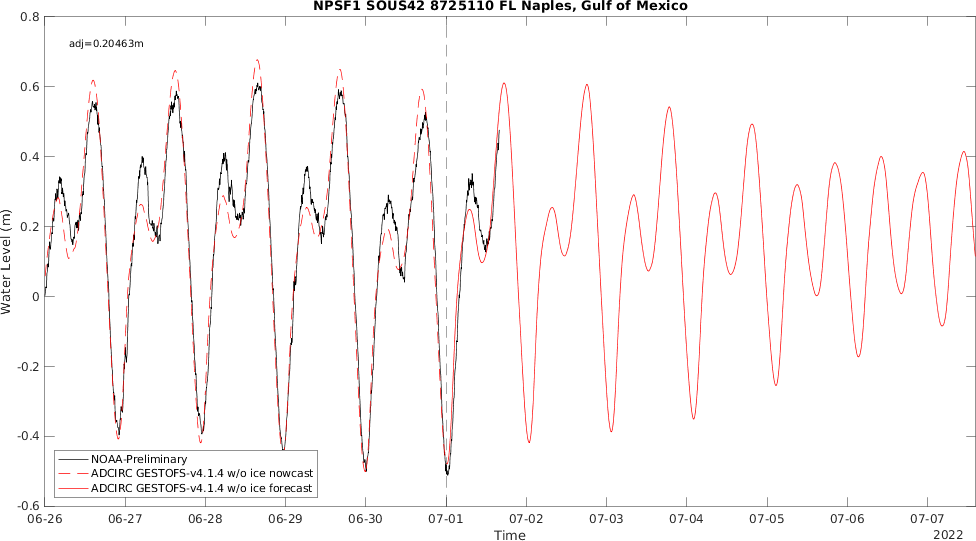 NPSF1 SOUS42 8725110 FL Naples, Gulf of Mexico
adj=0.20463m
0.8
0.6
0.4
0.2
0
-0.2
-0.4
-0.6
Water Level (m)
NOAA-Preliminary
ADCIRC GESTOFS-v4.1.4 w/o ice nowcast
ADCIRC GESTOFS-v4.1.4 w/o ice forecast
06-26 06-27 06-28 06-29 06-30 07-01 07-02 07-03 07-04 07-05 07-06 07-07
Time
2022